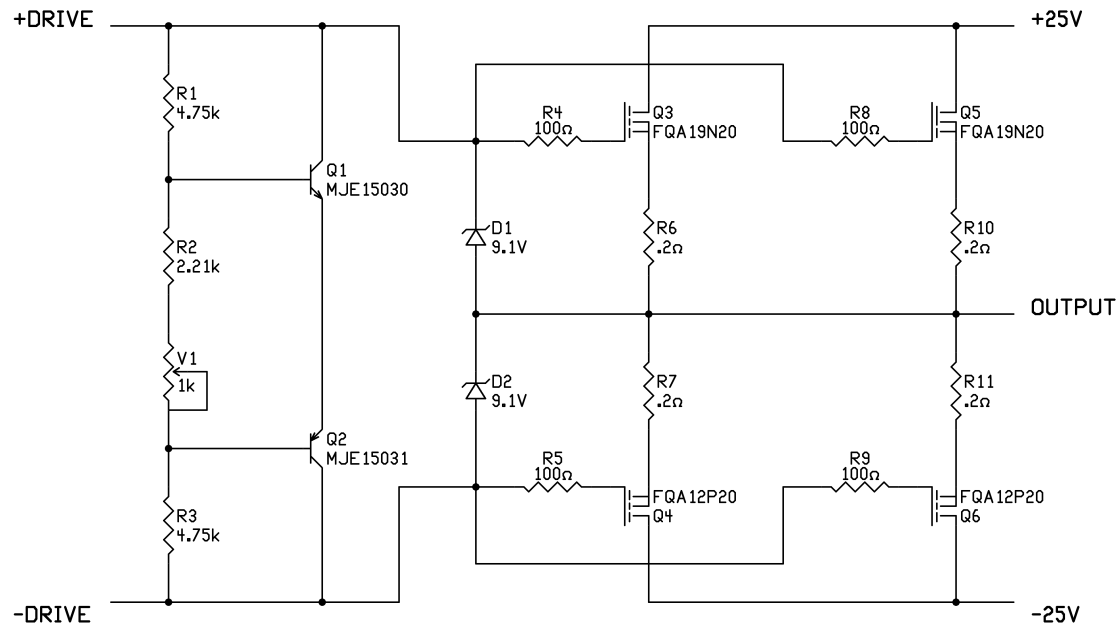 +DRIVE
+25V
R1
4.75k
R4
100Ω
Q3
FQA19N20
R8
100Ω
Q5
FQA19N20
Q1
MJE15030
R2
2.21k
D1
9.1V
R6
.2Ω
R10
.2Ω
OUTPUT
V1
1k
D2
9.1V
R7
.2Ω
R11
.2Ω
Q2
MJE15031
R5
100Ω
FQA12P20
Q4
R9
100Ω
FQA12P20
Q6
R3
4.75k
-DRIVE
-25V